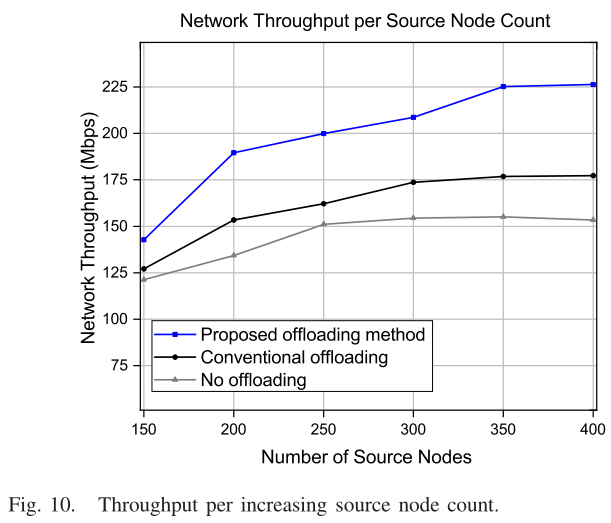 Network Throughput per Source Node Count
Network Throughput (Mbps)
225
200
175
150
125
100
75
Proposed offloading method
Conventional offloading
No offloading
150 200 250 300 350 400
Number of Source Nodes
Fig. 10. Throughput per increasing source node count.